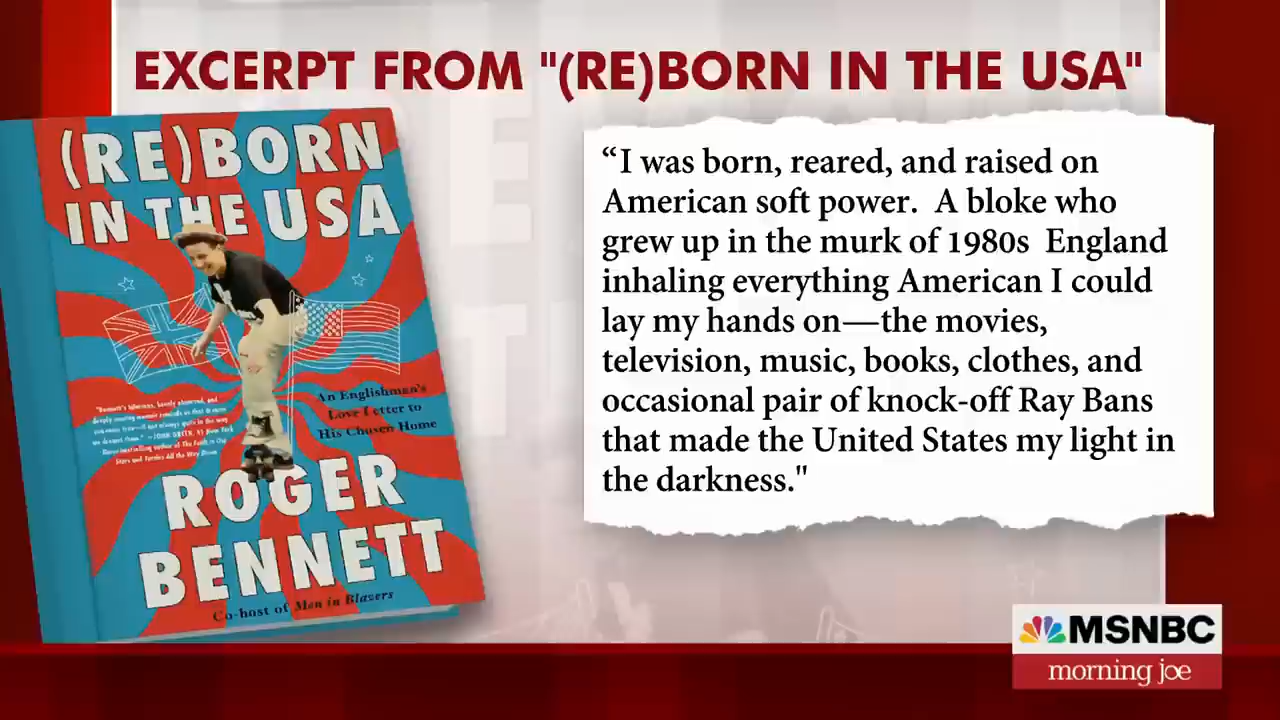 EXCERPT FROM "(RE)BORN IN THE USA"
(RE)BORN
IN THE USA
An Englishman's
Love Letter to
His Chosen Home
ROGER
BENNETT
Co-host of Men in Blazers
“I was born, reared, and raised on
American soft power.  A bloke who
grew up in the murk of 1980s  England
inhaling everything American I could
lay my hands on—the movies,
television, music, books, clothes, and
occasional pair of knock-off Ray Bans
that made the United States my light in
the darkness."
MSNBC
morning joe